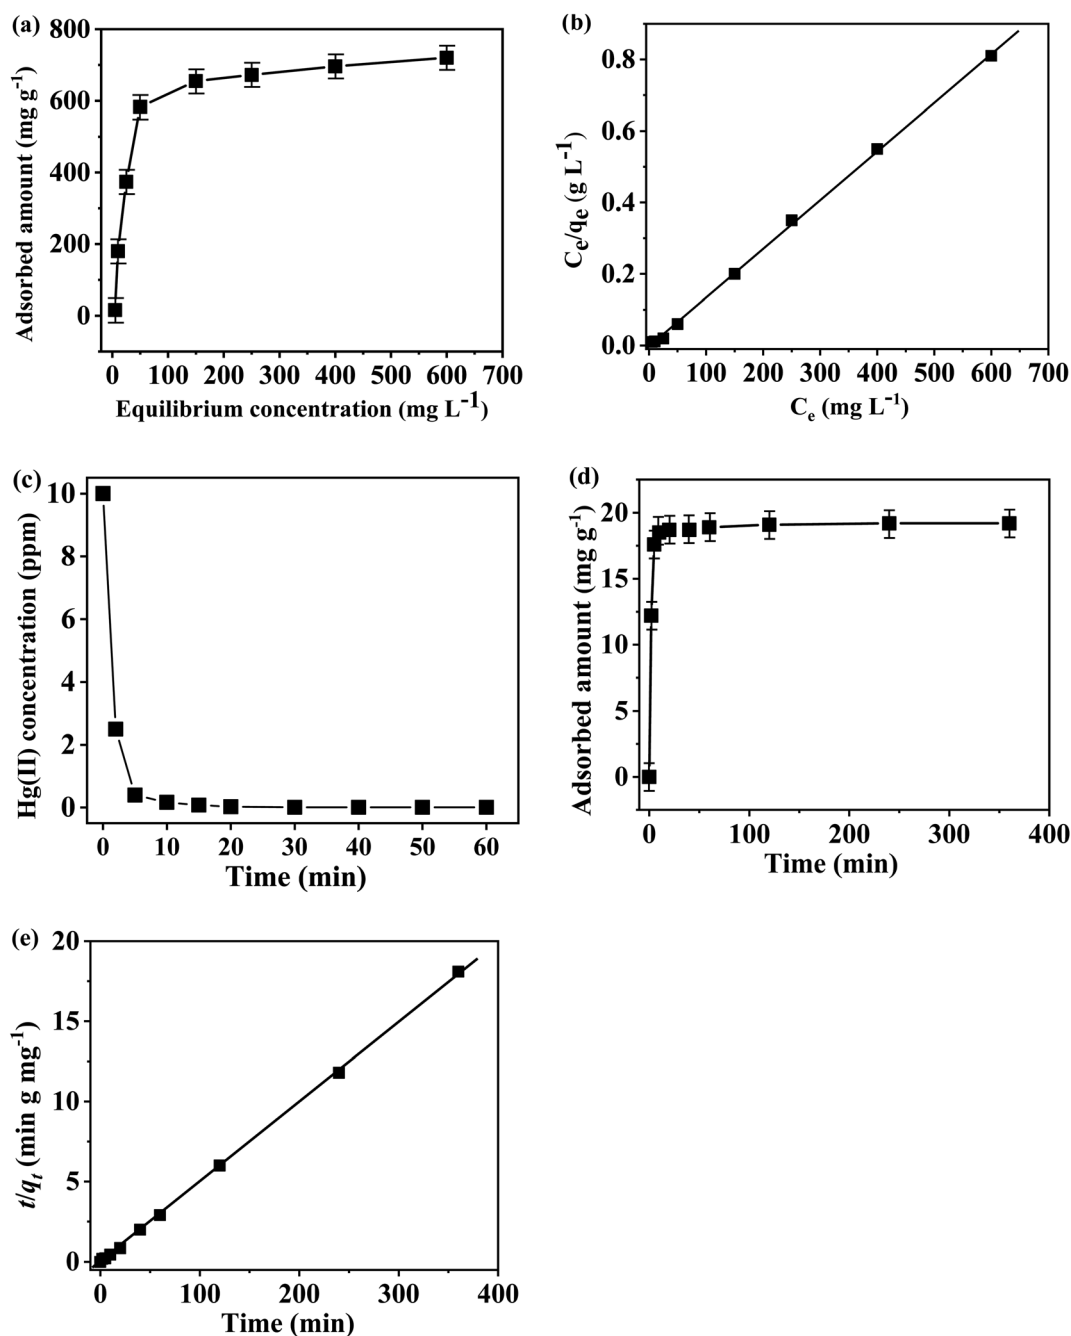 (a)
800
600
400
200
0
Adsorbed amount (mg g⁻¹)
0 100 200 300 400 500 600 700
Equilibrium concentration (mg L⁻¹)
(b)
0.8
0.6
0.4
0.2
0.0
Cₑ/qₑ (g L⁻¹)
0 100 200 300 400 500 600 700
Cₑ (mg L⁻¹)
(c)
10
8
6
4
2
0
Hg(II) concentration (ppm)
0 10 20 30 40 50 60
Time (min)
(d)
20
15
10
5
0
Adsorbed amount (mg g⁻¹)
0 100 200 300 400
Time (min)
(e)
20
15
10
5
0
t/qₜ (min g mg⁻¹)
0 100 200 300 400
Time (min)